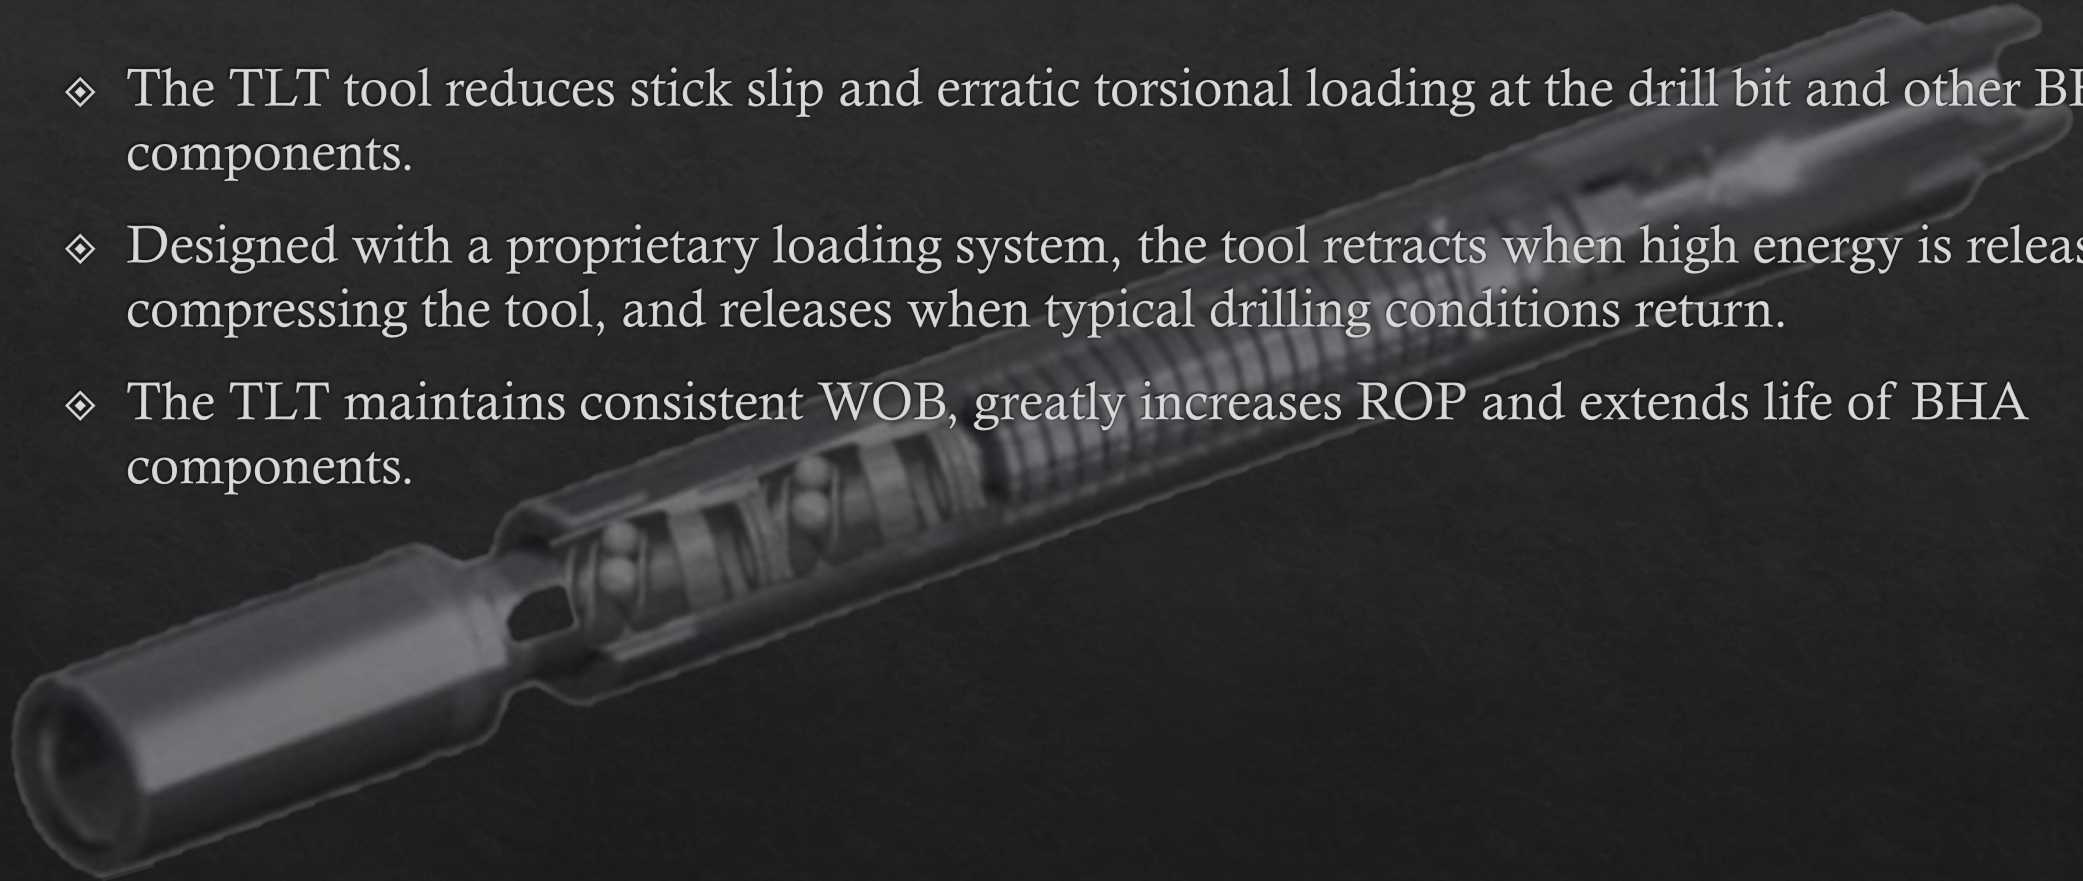 The TLT tool reduces stick slip and erratic torsional loading at the drill bit and other
components.
Designed with a proprietary loading system, the tool retracts when high energy is
compressing the tool, and releases when typical drilling conditions return.
The TLT maintains consistent WOB, greatly increases ROP and extends life of BHA
components.